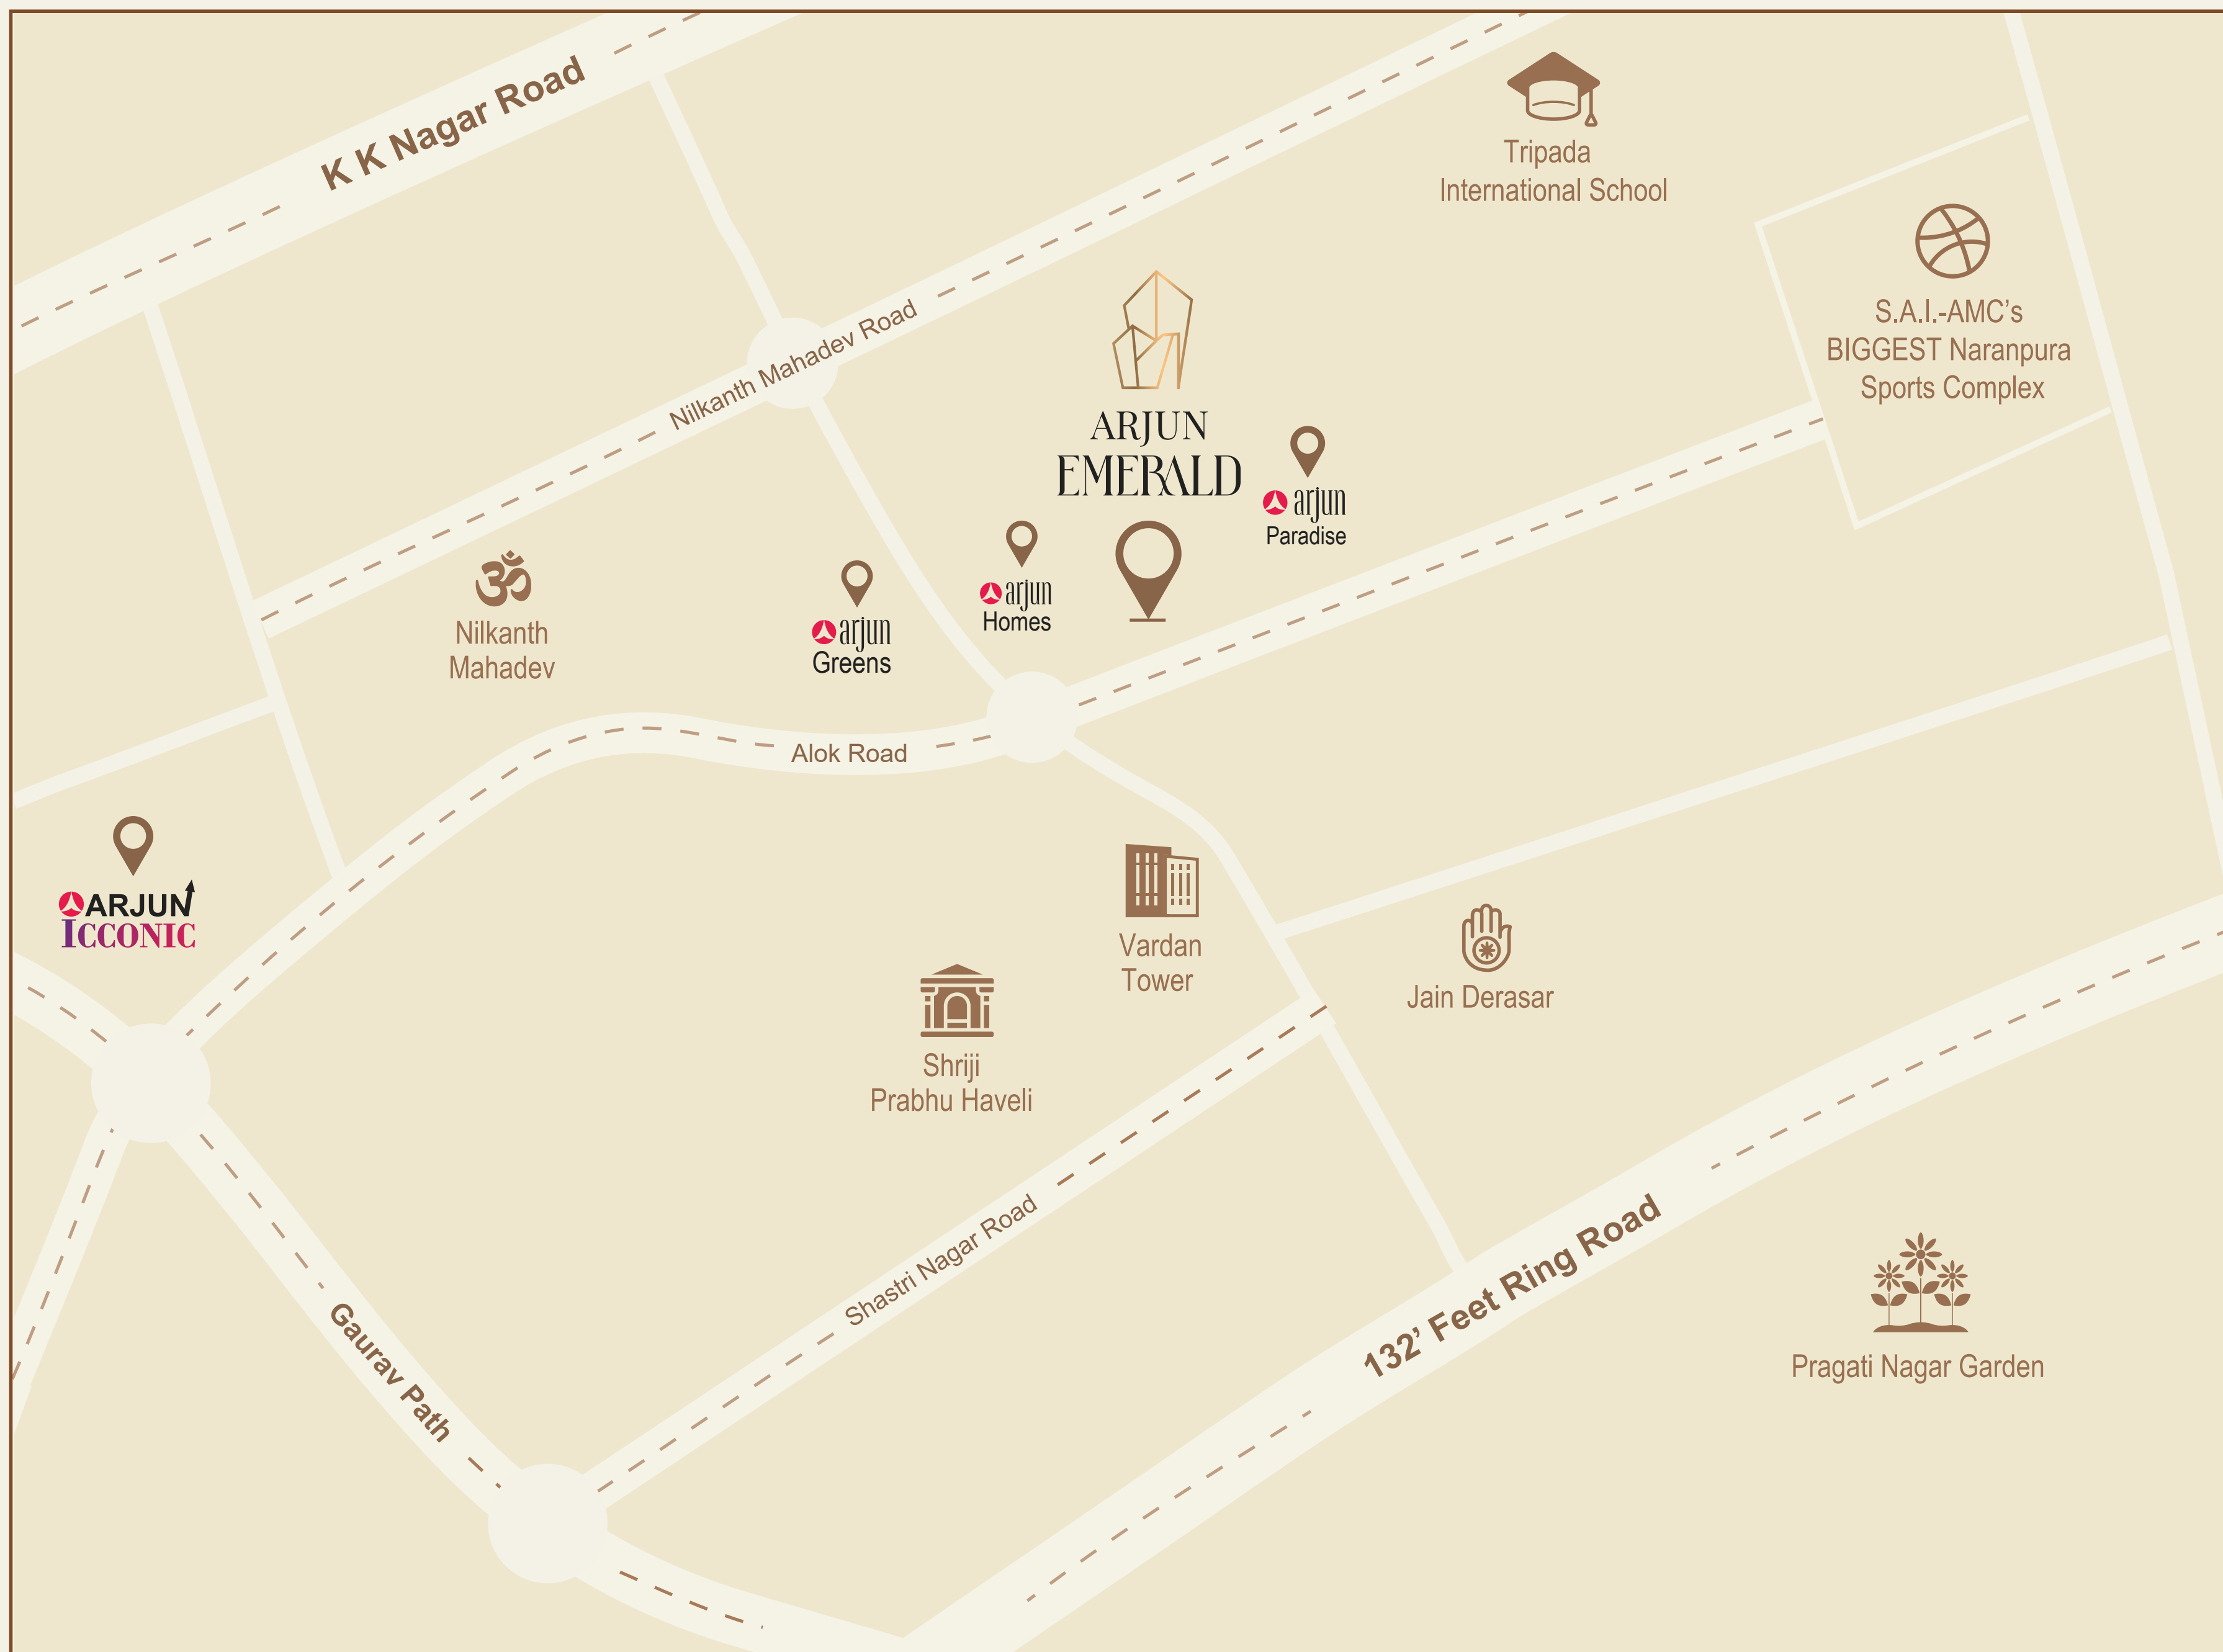 K K Nagar Road
Tripada
International School
S.A.I.-AMC’s
BIGGEST Naranpura
Sports Complex
Nilkanth Mahadev Road
ARJUN
EMERALD
arjun
Paradise
arjun
Homes
arjun
Greens
Nilkanth
Mahadev
Alok Road
ARJUN
ICCONIC
Vardan
Tower
Jain Derasar
Shriji
Prabhu Haveli
Shastri Nagar Road
132’ Feet Ring Road
Gaurav Path
Pragati Nagar Garden